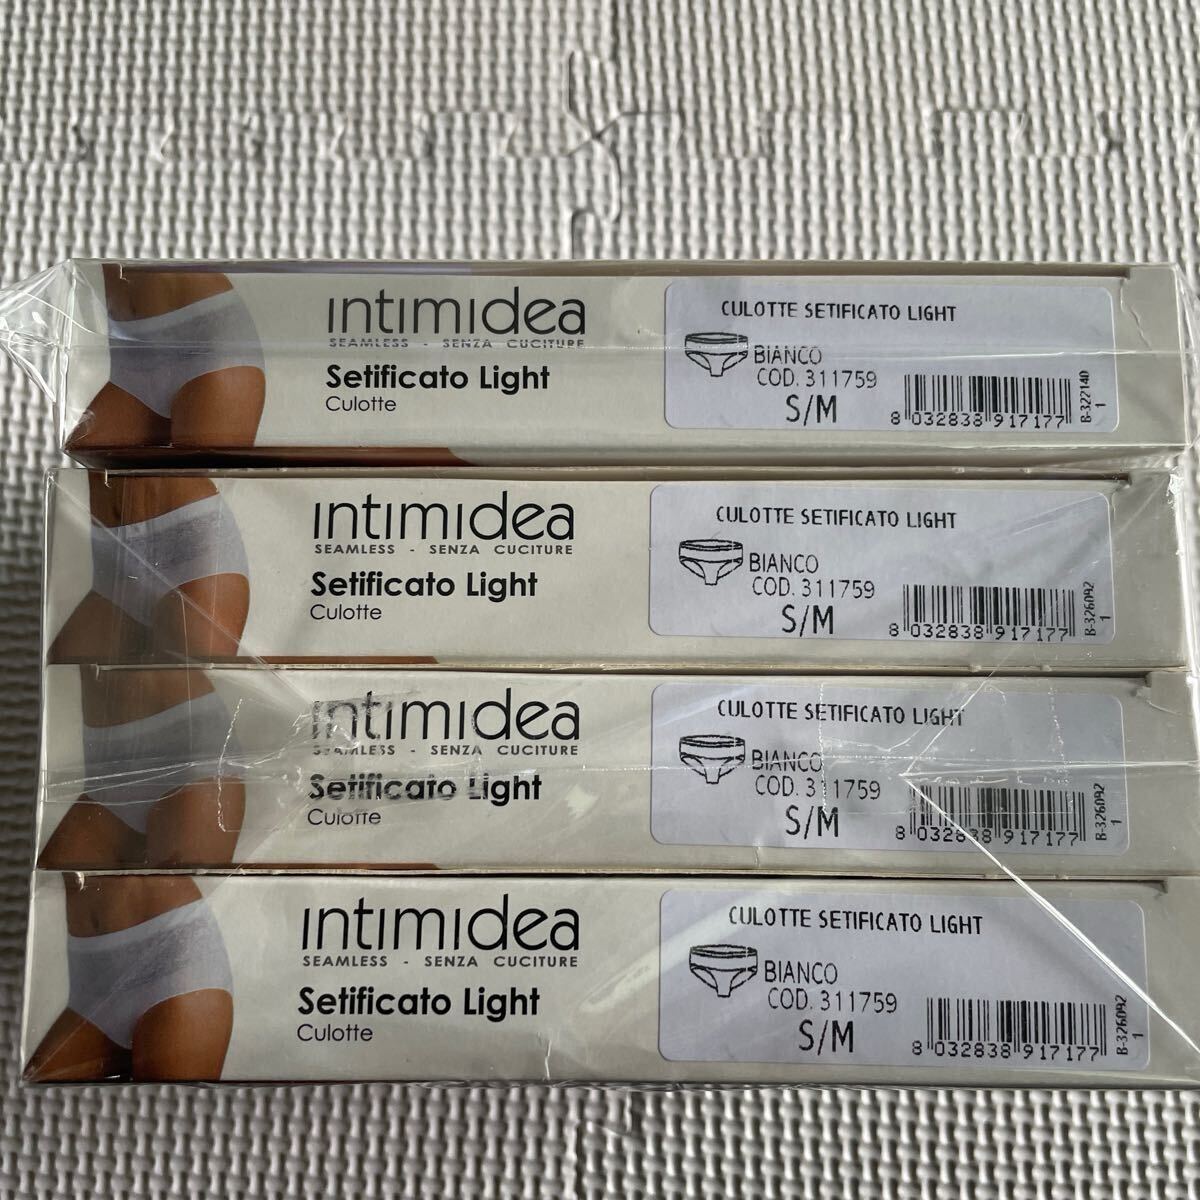 intimidea
SEAMLESS - SENZA CUCITURE
Setificato Light
Culotte
CULOTTE SETIFICATO LIGHT
BIANCO
COD. 311759
S/M
8 032838 917177
B-322140
1
intimidea
SEAMLESS - SENZA CUCITURE
Setificato Light
Culotte
CULOTTE SETIFICATO LIGHT
BIANCO
COD. 311759
S/M
8 032838 917177
B-326092
1
intimidea
SEAMLESS - SENZA CUCITURE
Setificato Light
Culotte
CULOTTE SETIFICATO LIGHT
BIANCO
COD. 311759
S/M
8 032838 917177
B-326092
1
intimidea
SEAMLESS - SENZA CUCITURE
Setificato Light
Culotte
CULOTTE SETIFICATO LIGHT
BIANCO
COD. 311759
S/M
8 032838 917177
B-326092
1